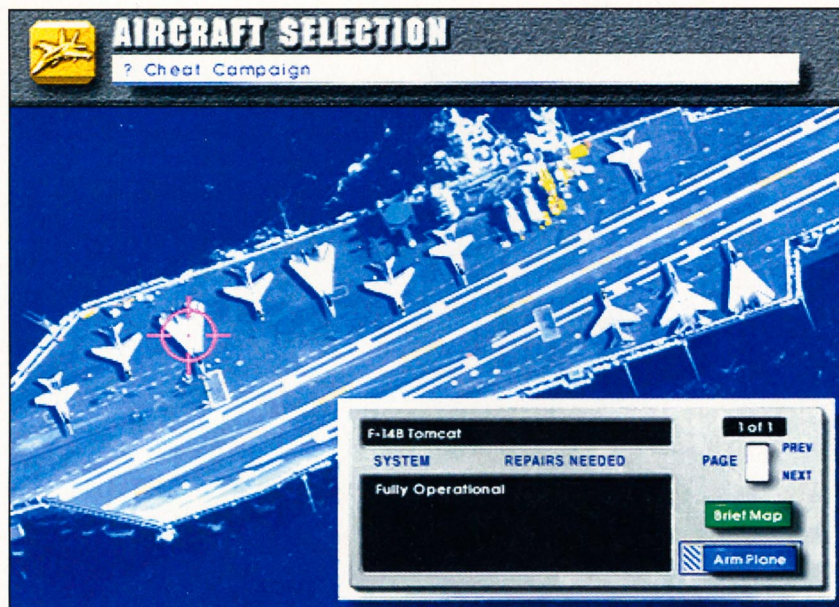 AIRCRAFT SELECTION
? Cheat Campaign
F-14B Tomcat
1 of 1
SYSTEM REPAIRS NEEDED
PAGE
PREV
NEXT
Fully Operational
Brief Map
Arm Plane